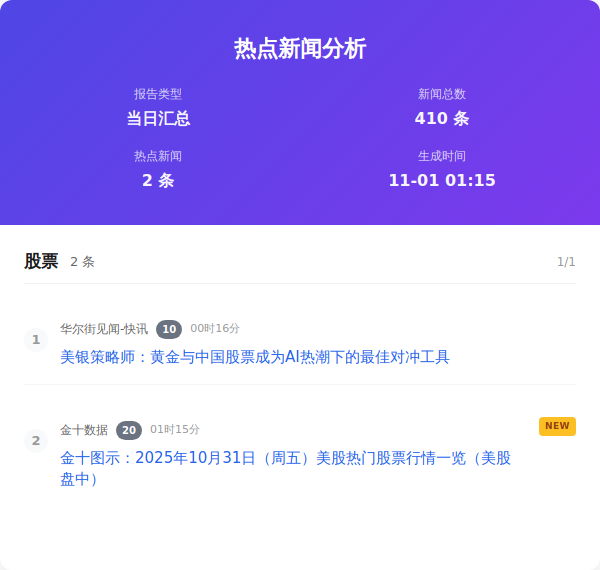 热点新闻分析
报告类型
新闻总数
当日汇总
410 条
热点新闻
生成时间
2 条
11-01 01:15
股票 2 条 1/1
1
华尔街见闻-快讯 10 00时16分
美银策略师：黄金与中国股票成为AI热潮下的最佳对冲工具
2
金十数据 20 01时15分 NEW
金十图示：2025年10月31日（周五）美股热门股票行情一览（美股
盘中）